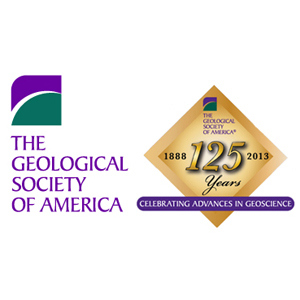 THE
GEOLOGICAL
SOCIETY
OF AMERICA
THE
GEOLOGICAL
SOCIETY
OF AMERICA®
1888 125 2013
Years
CELEBRATING ADVANCES IN GEOSCIENCE